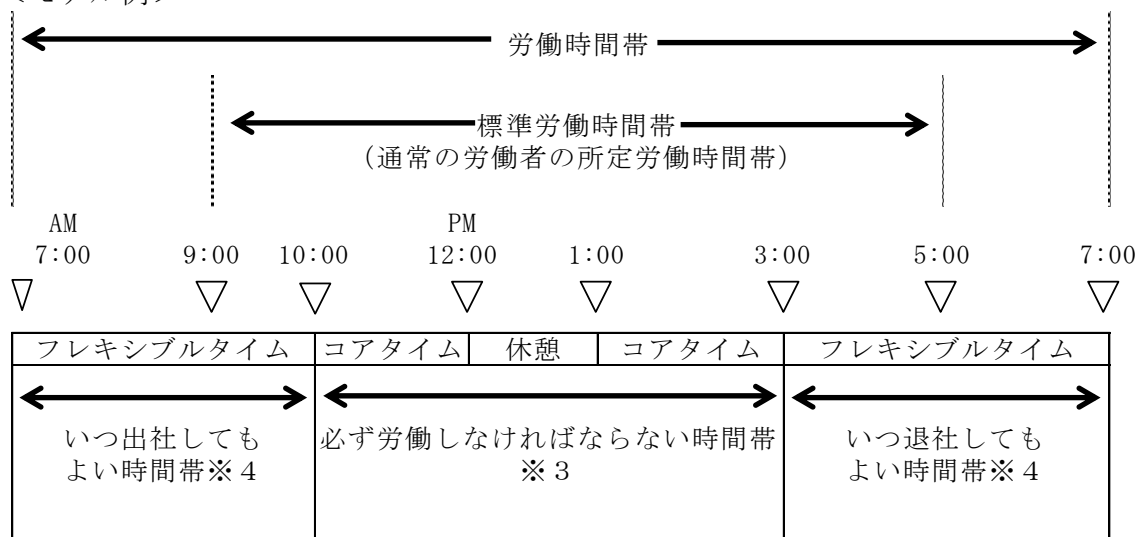 労働時間帯
標準労働時間帯
(通常の労働者の所定労働時間帯)
AM PM
7:00 9:00 10:00 12:00 1:00 3:00 5:00 7:00
フレキシブルタイム コアタイム 休憩 コアタイム フレキシブルタイム
いつ出社しても 必ず労働しなければならない時間帯 いつ退社しても
よい時間帯※4 ※3 よい時間帯※4